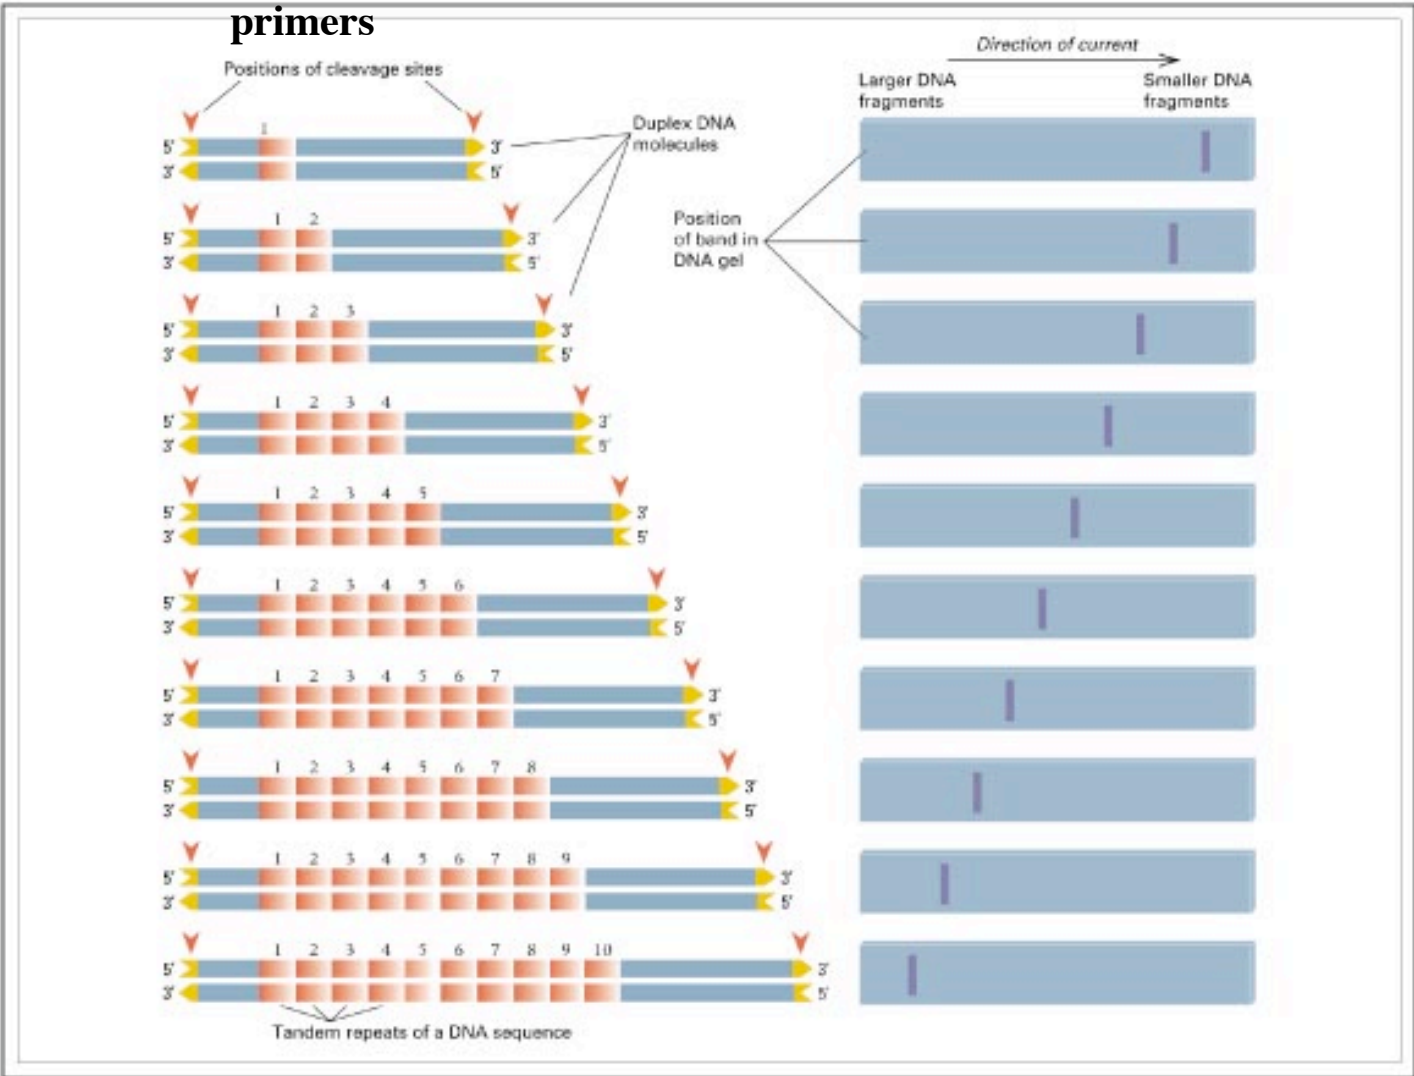 primers
Positions of cleavage sites
Direction of current
Larger DNA
fragments
Smaller DNA
fragments
Duplex DNA
molecules
1
5' 3'
3' 5'
Position
of band in
DNA gel
1 2
5' 3'
3' 5'
1 2 3
5' 3'
3' 5'
1 2 3 4
5' 3'
3' 5'
1 2 3 4 5
5' 3'
3' 5'
1 2 3 4 5 6
5' 3'
3' 5'
1 2 3 4 5 6 7
5' 3'
3' 5'
1 2 3 4 5 6 7 8
5' 3'
3' 5'
1 2 3 4 5 6 7 8 9
5' 3'
3' 5'
1 2 3 4 5 6 7 8 9 10
5' 3'
3' 5'
Tandem repeats of a DNA sequence